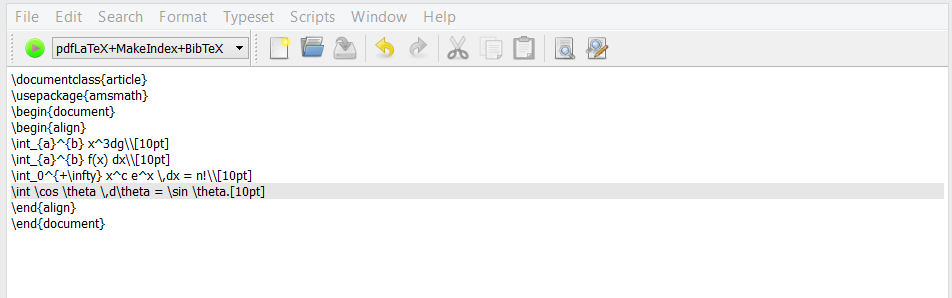 File Edit Search Format Typeset Scripts Window Help
pdfLaTeX+MakeIndex+BibTeX
\documentclass{article}
\usepackage{amsmath}
\begin{document}
\begin{align}
\int_{a}^{b} x^3dg\\[10pt]
\int_{a}^{b} f(x) dx\\[10pt]
\int_0^{+\infty} x^c e^x \,dx = n!\\[10pt]
\int \cos \theta \,d\theta = \sin \theta.[10pt]
\end{align}
\end{document}